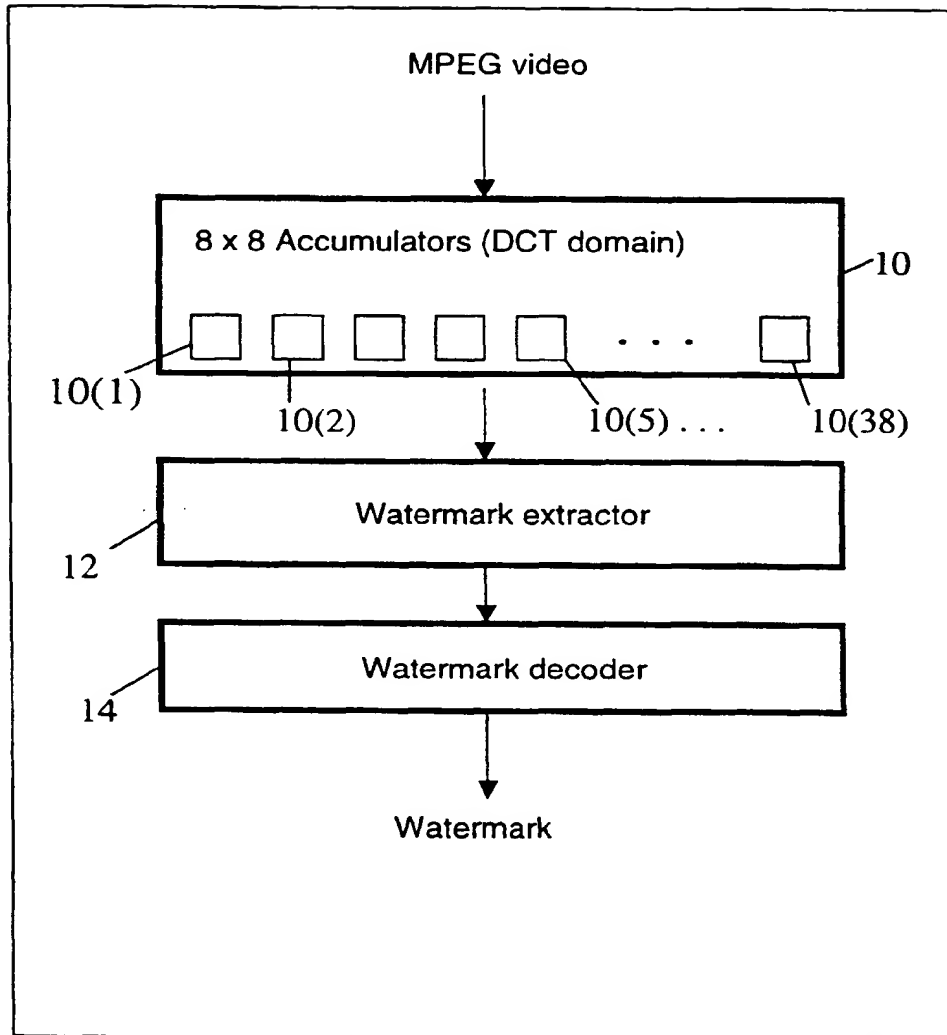 MPEG video
8 x 8 Accumulators (DCT domain)
10
. . .
10(1)
10(2)
10(5) . . .
10(38)
Watermark extractor
12
Watermark decoder
14
Watermark